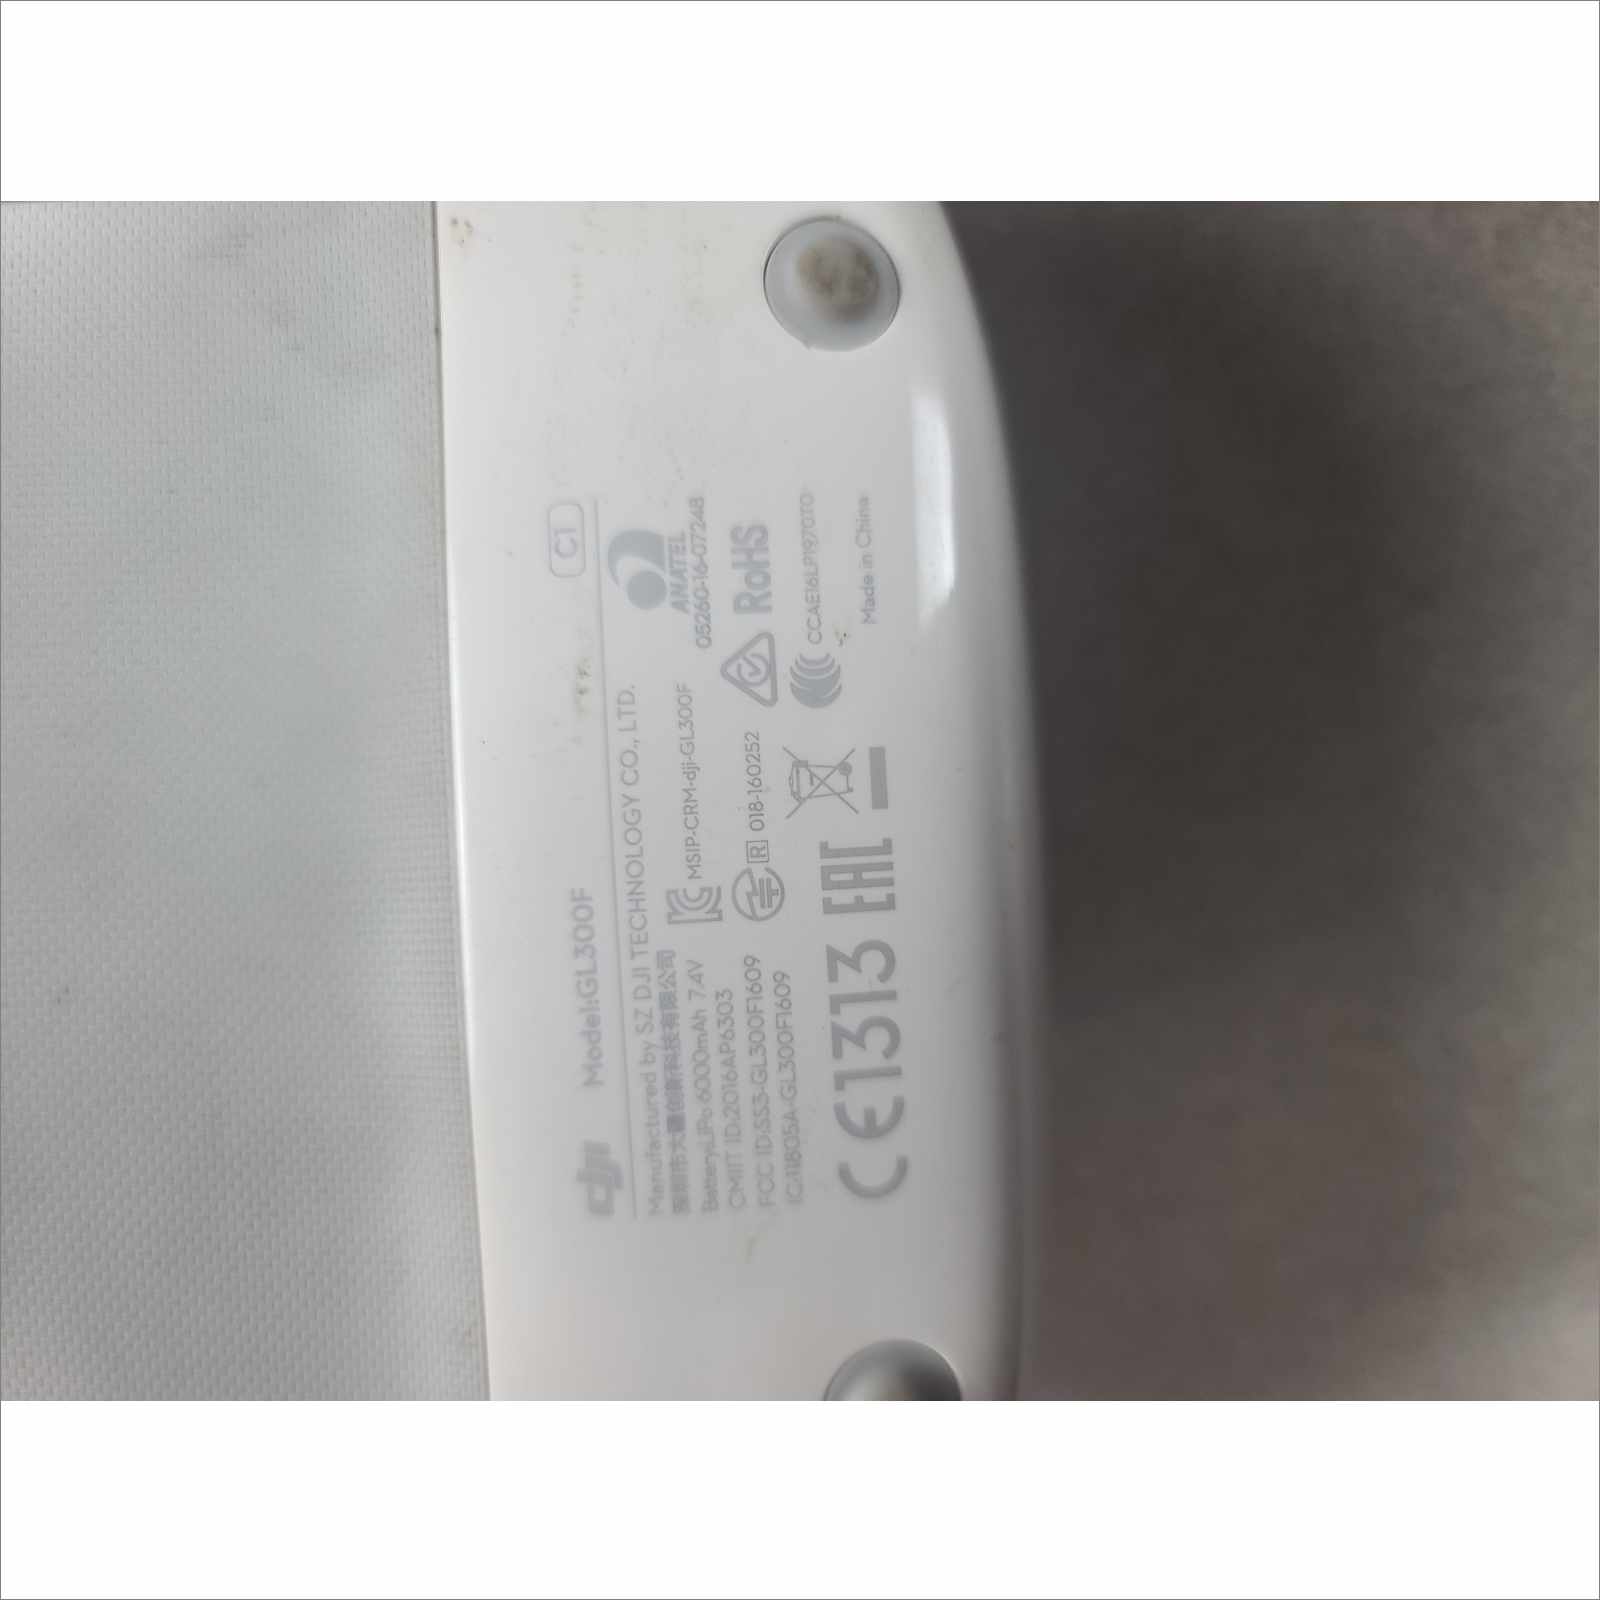 dji Model:GL300F C1
Manufactured by SZ DJI TECHNOLOGY CO., LTD.
深圳市大疆创新科技有限公司
Battery:LiPo 6000mAh 7.4V
CMIIT ID:2016AP6303
FCC ID:SS3-GL300F1609
IC:11805A-GL300F1609
MSIP-CRM-dji-GL300F
R 018-160252
ANATEL
05260-16-07248
RoHS
CCAE16LP1970T0
CE1313 EAC
Made in China